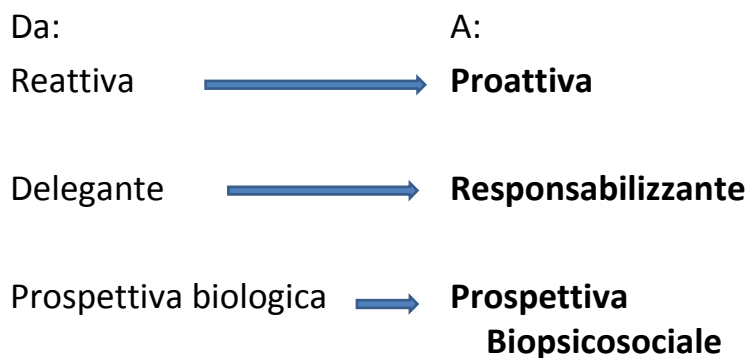 Da: A:
Reattiva Proattiva
Delegante Responsabilizzante
Prospettiva biologica Prospettiva
Biopsicosociale